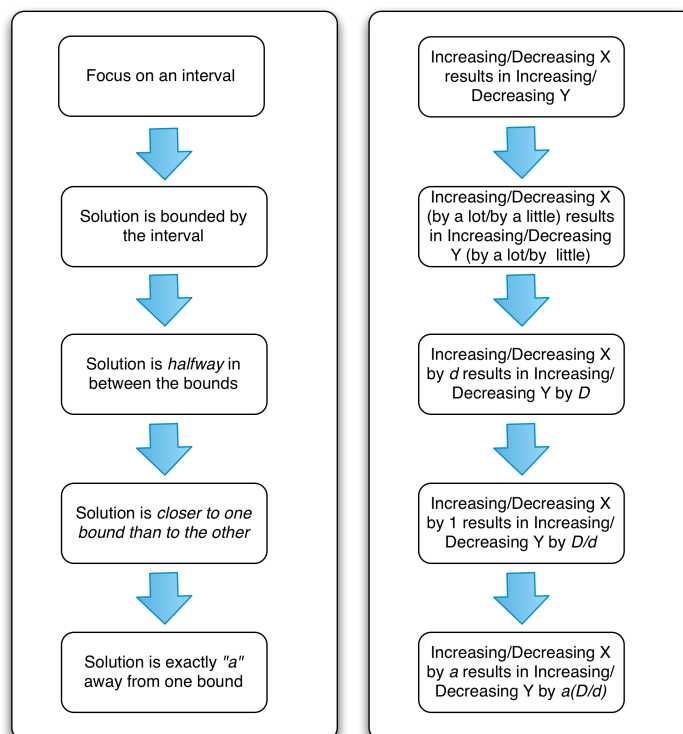 Focus on an interval
Solution is bounded by
the interval
Solution is halfway in
between the bounds
Solution is closer to one
bound than to the other
Solution is exactly "a"
away from one bound
Increasing/Decreasing X
results in Increasing/
Decreasing Y
Increasing/Decreasing X
(by a lot/by a little) results
in Increasing/Decreasing
Y (by a lot/by little)
Increasing/Decreasing X
by d results in Increasing/
Decreasing Y by D
Increasing/Decreasing X
by 1 results in Increasing/
Decreasing Y by D/d
Increasing/Decreasing X
by a results in Increasing/
Decreasing Y by a(D/d)